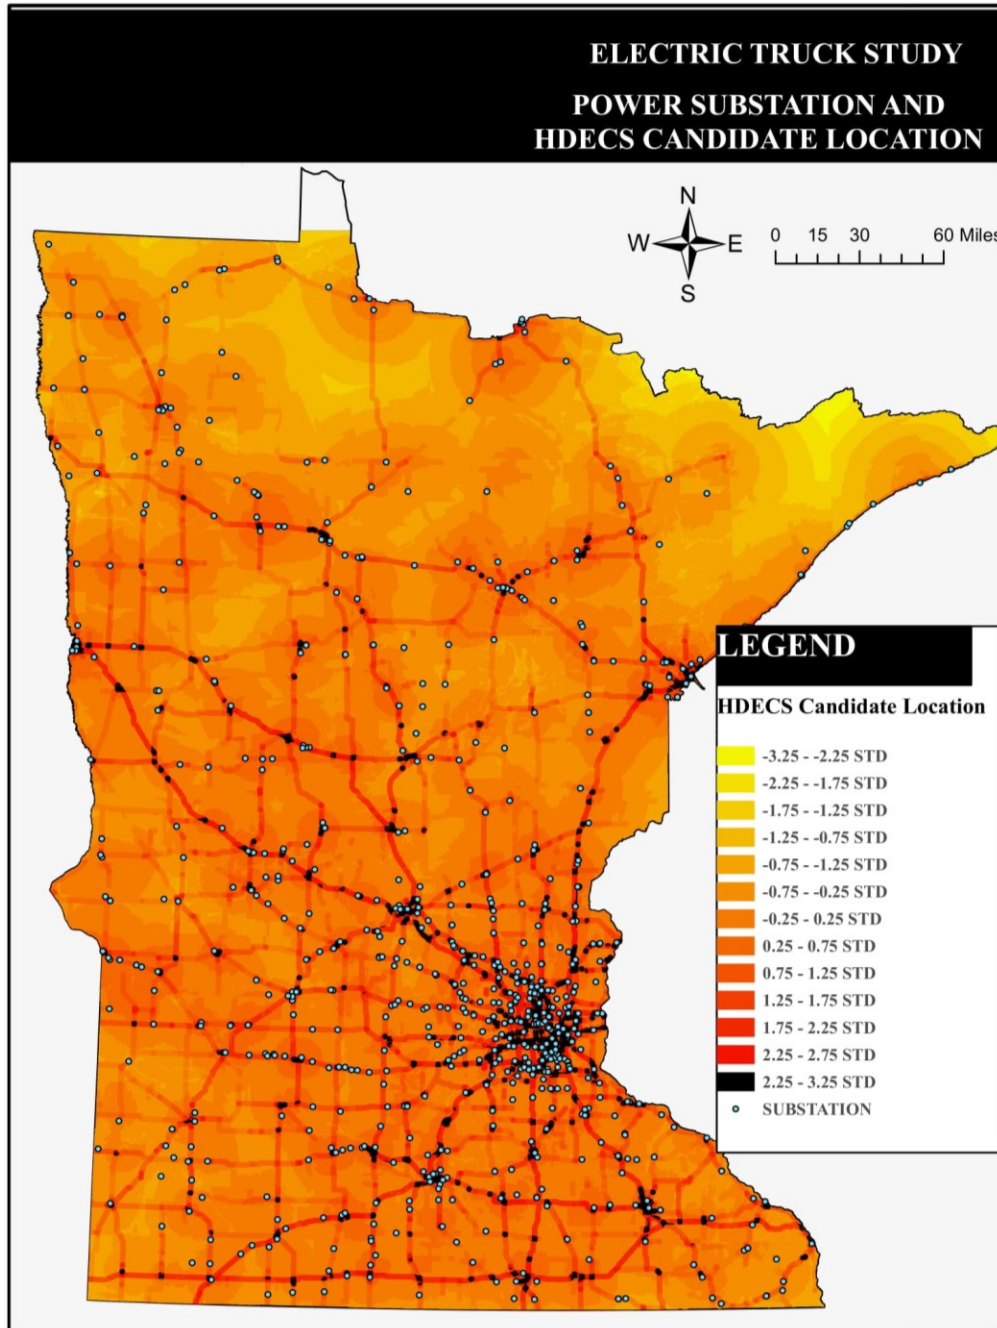 ELECTRIC TRUCK STUDY
POWER SUBSTATION AND
HDECS CANDIDATE LOCATION
N
W E
S
0 15 30 60 Miles
LEGEND
HDECS Candidate Location
-3.25 - -2.25 STD
-2.25 - -1.75 STD
-1.75 - -1.25 STD
-1.25 - -0.75 STD
-0.75 - -1.25 STD
-0.75 - -0.25 STD
-0.25 - 0.25 STD
0.25 - 0.75 STD
0.75 - 1.25 STD
1.25 - 1.75 STD
1.75 - 2.25 STD
2.25 - 2.75 STD
2.25 - 3.25 STD
SUBSTATION